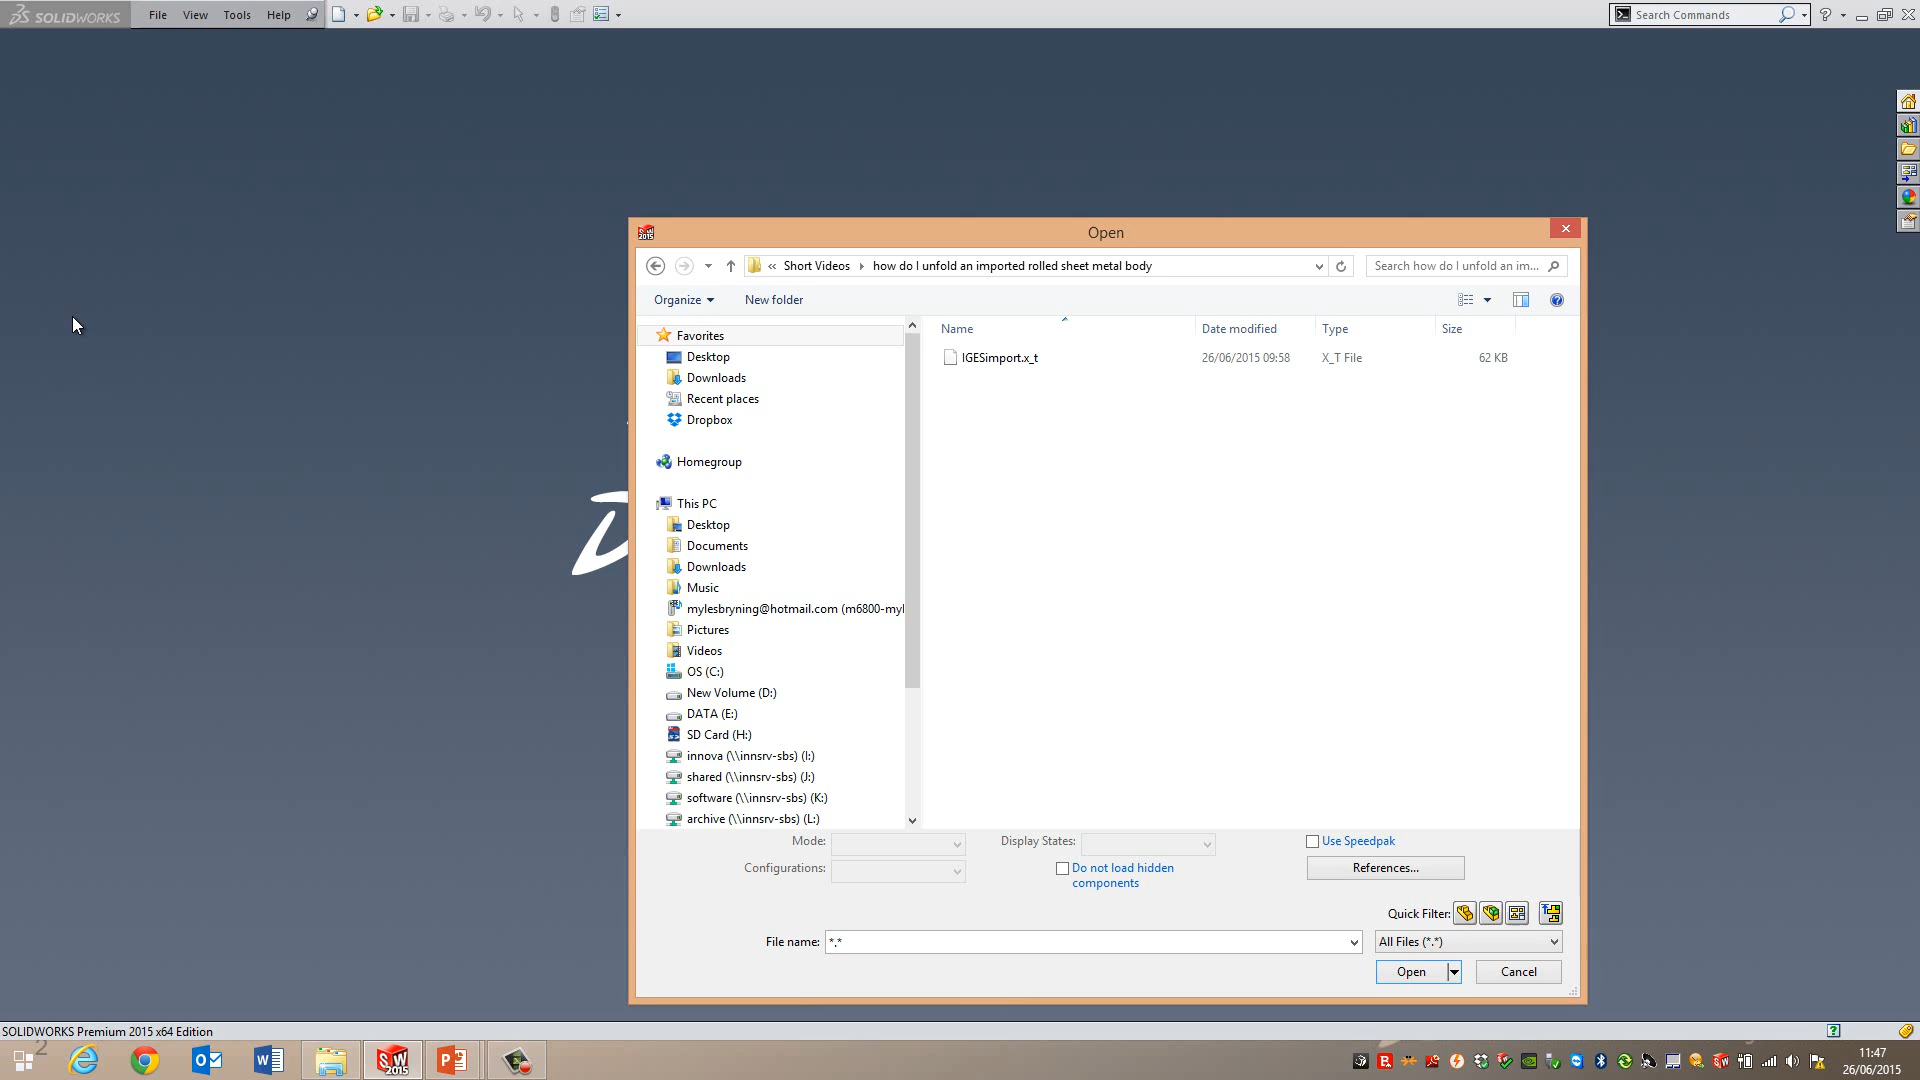 SOLIDWORKS File View Tools Help Search Commands
Open
« Short Videos how do I unfold an imported rolled sheet metal body Search how do I unfold an im...
Organize New folder
Name Date modified Type Size
Favorites
IGESimport.x_t 26/06/2015 09:58 X_T File 62 KB
Desktop
Downloads
Recent places
Dropbox
Homegroup
This PC
Desktop
Documents
Downloads
Music
mylesbryning@hotmail.com (m6800-myl
Pictures
Videos
OS (C:)
New Volume (D:)
DATA (E:)
SD Card (H:)
innova (\\innsrv-sbs) (I:)
shared (\\innsrv-sbs) (J:)
software (\\innsrv-sbs) (K:)
archive (\\innsrv-sbs) (L:)
Mode: Display States: Use Speedpak
Configurations: Do not load hidden
components
References...
Quick Filter:
File name: *.* All Files (*.*)
Open Cancel
SOLIDWORKS Premium 2015 x64 Edition
11:47
26/06/2015